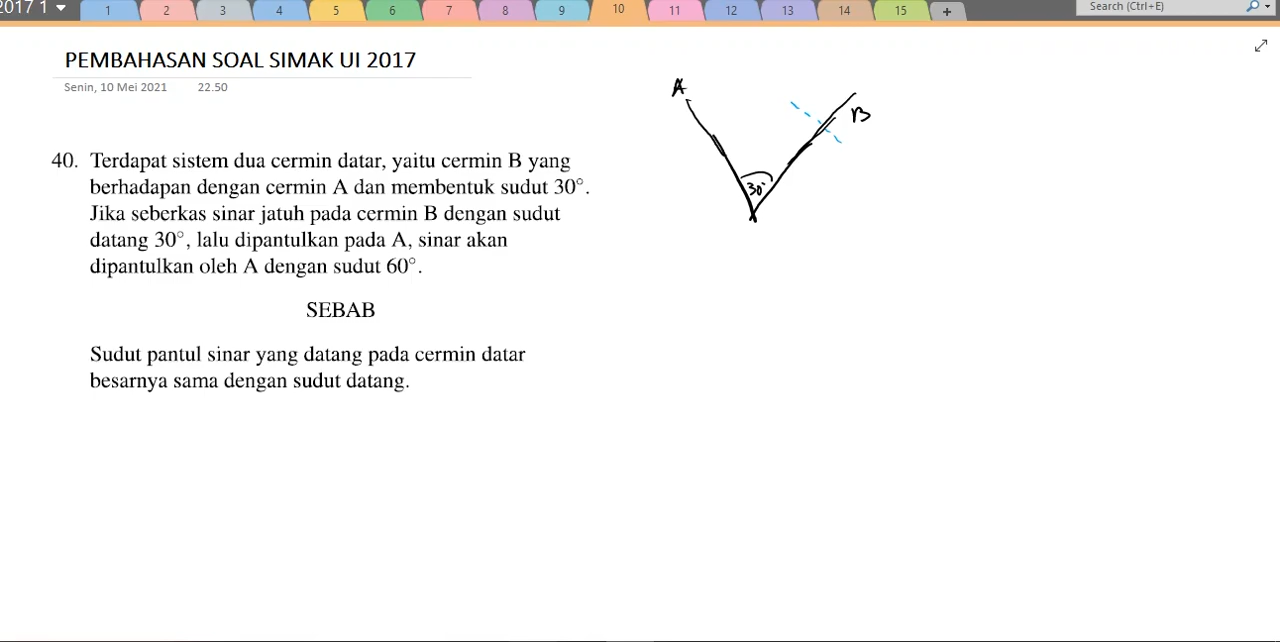 2017 1
1 2 3 4 5 6 7 8 9 10 11 12 13 14 15 +
Search (Ctrl+E)
PEMBAHASAN SOAL SIMAK UI 2017
Senin, 10 Mei 2021 22.50
A
B
30°
40. Terdapat sistem dua cermin datar, yaitu cermin B yang
berhadapan dengan cermin A dan membentuk sudut 30°.
Jika seberkas sinar jatuh pada cermin B dengan sudut
datang 30°, lalu dipantulkan pada A, sinar akan
dipantulkan oleh A dengan sudut 60°.
SEBAB
Sudut pantul sinar yang datang pada cermin datar
besarnya sama dengan sudut datang.